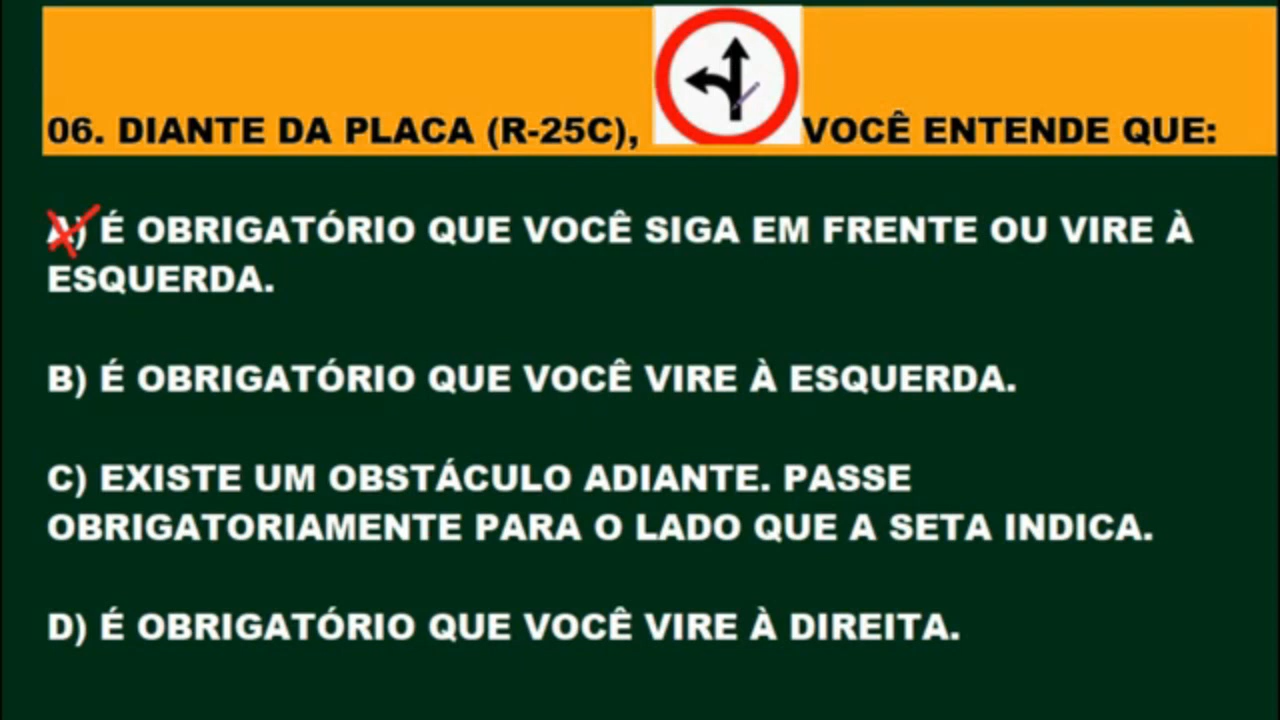 06. DIANTE DA PLACA (R-25C), VOCÊ ENTENDE QUE:
A) É OBRIGATÓRIO QUE VOCÊ SIGA EM FRENTE OU VIRE À
ESQUERDA.
B) É OBRIGATÓRIO QUE VOCÊ VIRE À ESQUERDA.
C) EXISTE UM OBSTÁCULO ADIANTE. PASSE
OBRIGATORIAMENTE PARA O LADO QUE A SETA INDICA.
D) É OBRIGATÓRIO QUE VOCÊ VIRE À DIREITA.